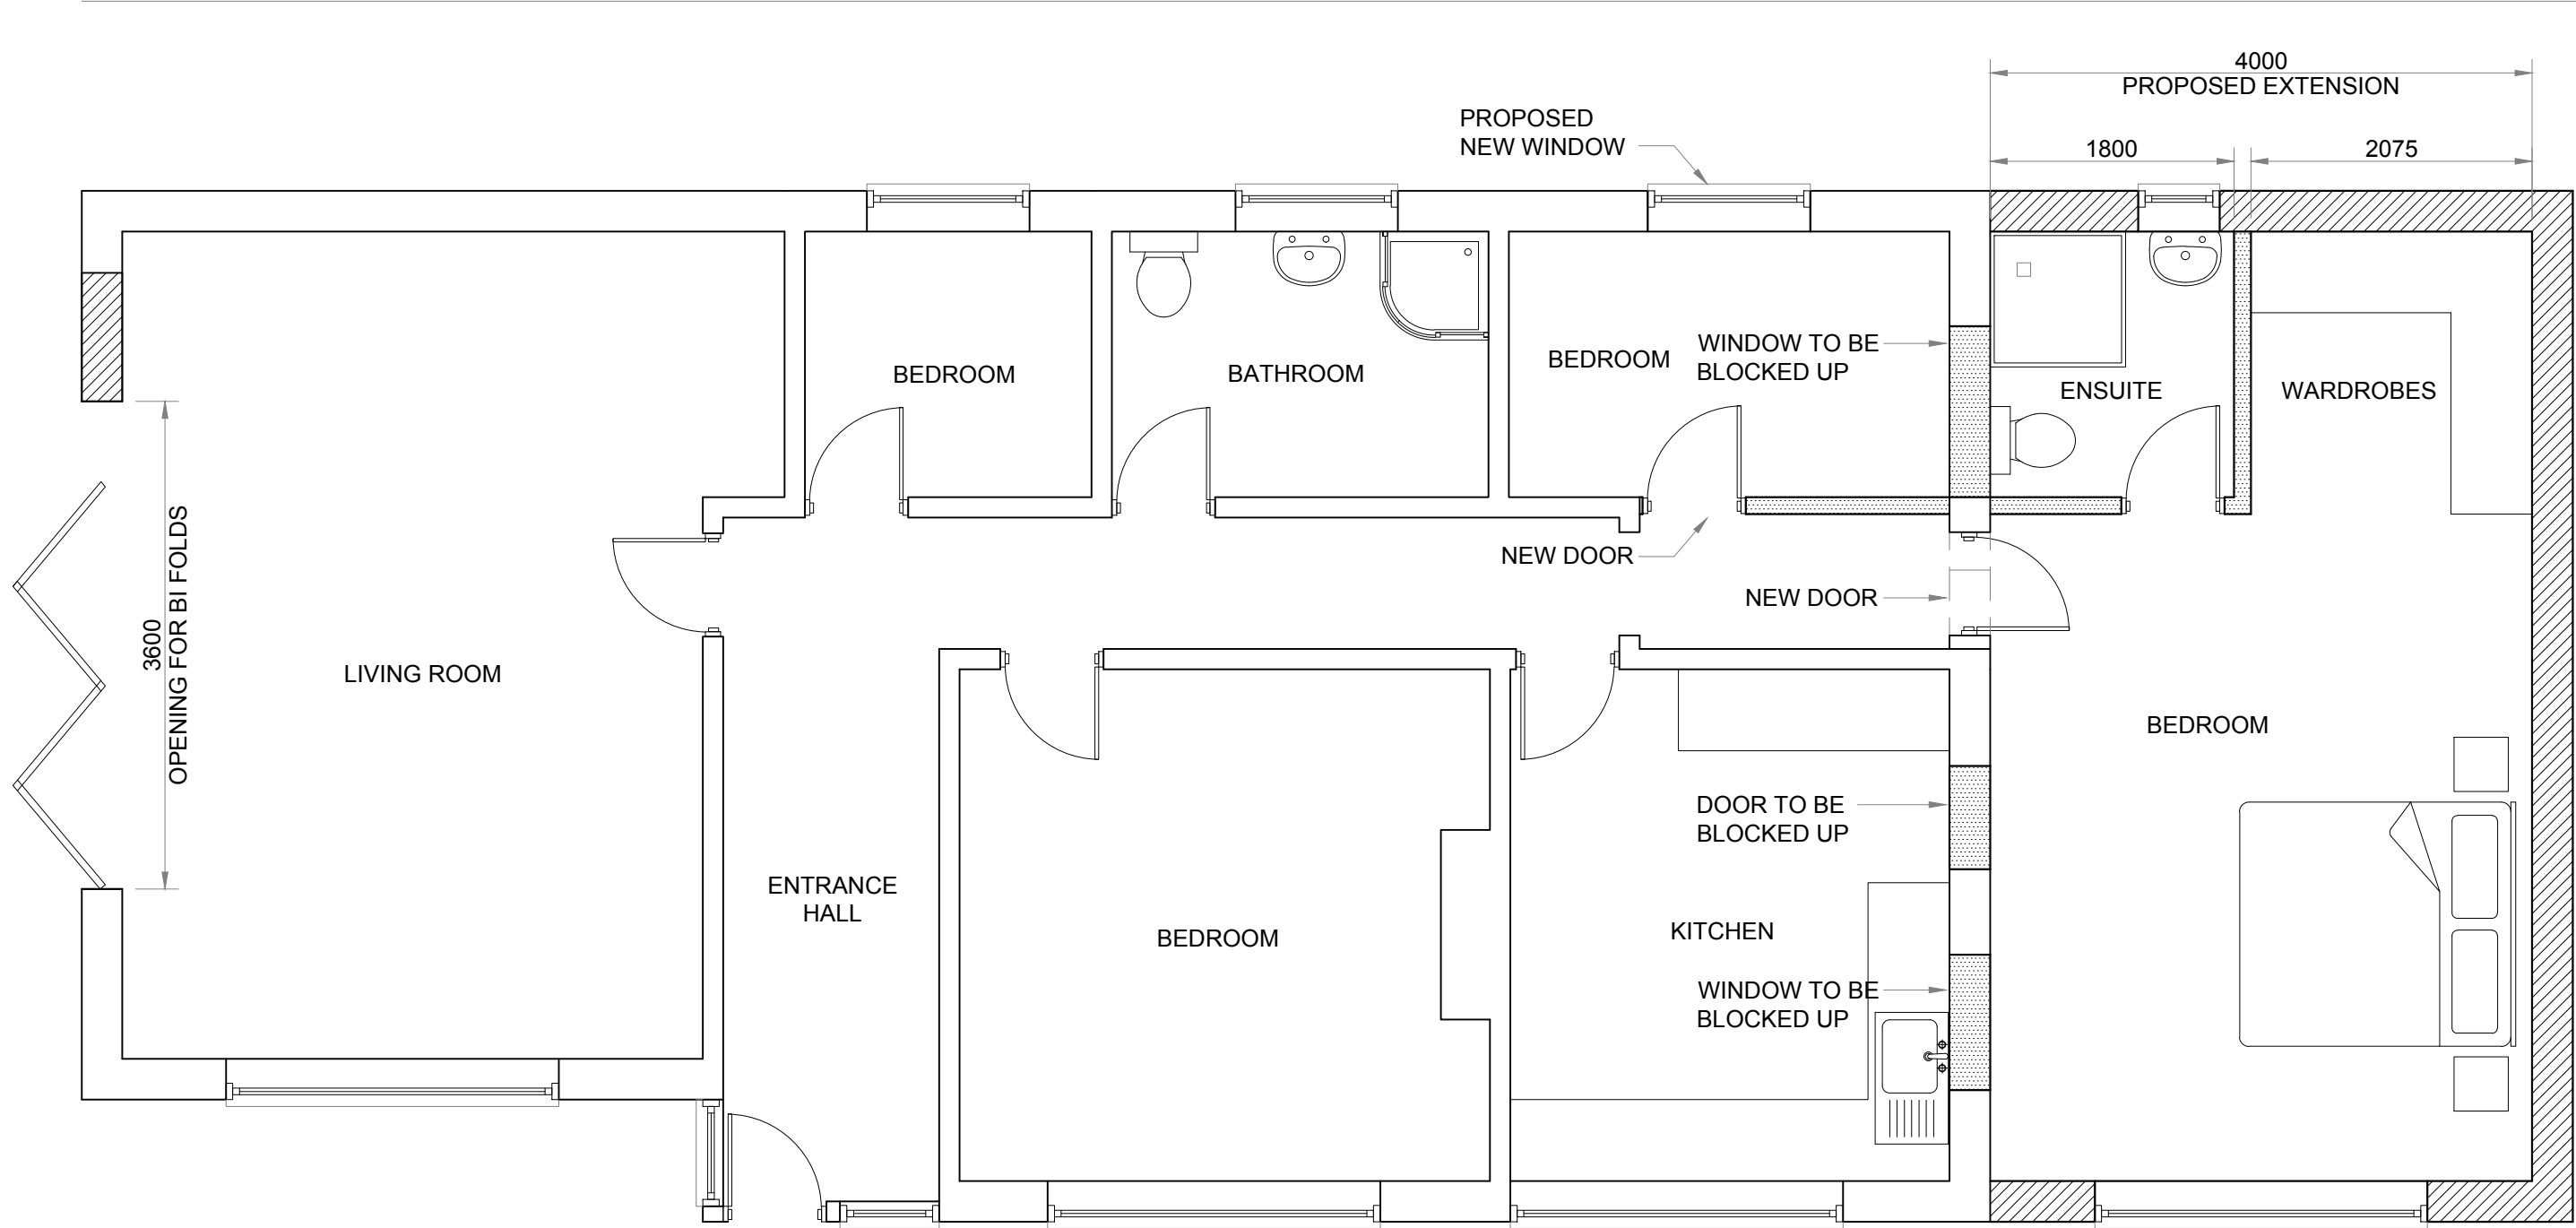 4000
PROPOSED EXTENSION
PROPOSED
NEW WINDOW
1800
2075
BEDROOM
BATHROOM
BEDROOM
WINDOW TO BE
BLOCKED UP
ENSUITE
WARDROBES
3600
OPENING FOR BI FOLDS
NEW DOOR
NEW DOOR
LIVING ROOM
BEDROOM
DOOR TO BE
BLOCKED UP
ENTRANCE
HALL
BEDROOM
KITCHEN
WINDOW TO BE
BLOCKED UP